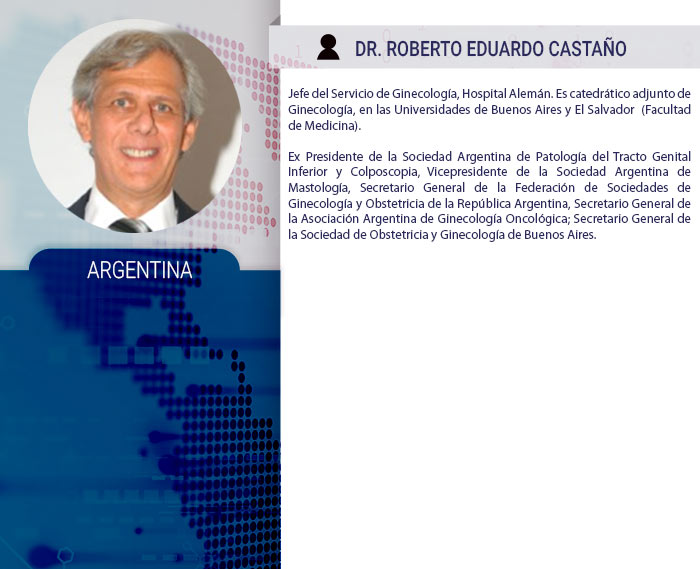 DR. ROBERTO EDUARDO CASTAÑO
Jefe del Servicio de Ginecología, Hospital Alemán. Es catedrático adjunto de
Ginecología, en las Universidades de Buenos Aires y El Salvador (Facultad
de Medicina).
Ex Presidente de la Sociedad Argentina de Patología del Tracto Genital
Inferior y Colposcopia, Vicepresidente de la Sociedad Argentina de
Mastología, Secretario General de la Federación de Sociedades de
Ginecología y Obstetricia de la República Argentina, Secretario General de
la Asociación Argentina de Ginecología Oncológica; Secretario General de
la Sociedad de Obstetricia y Ginecología de Buenos Aires.
ARGENTINA